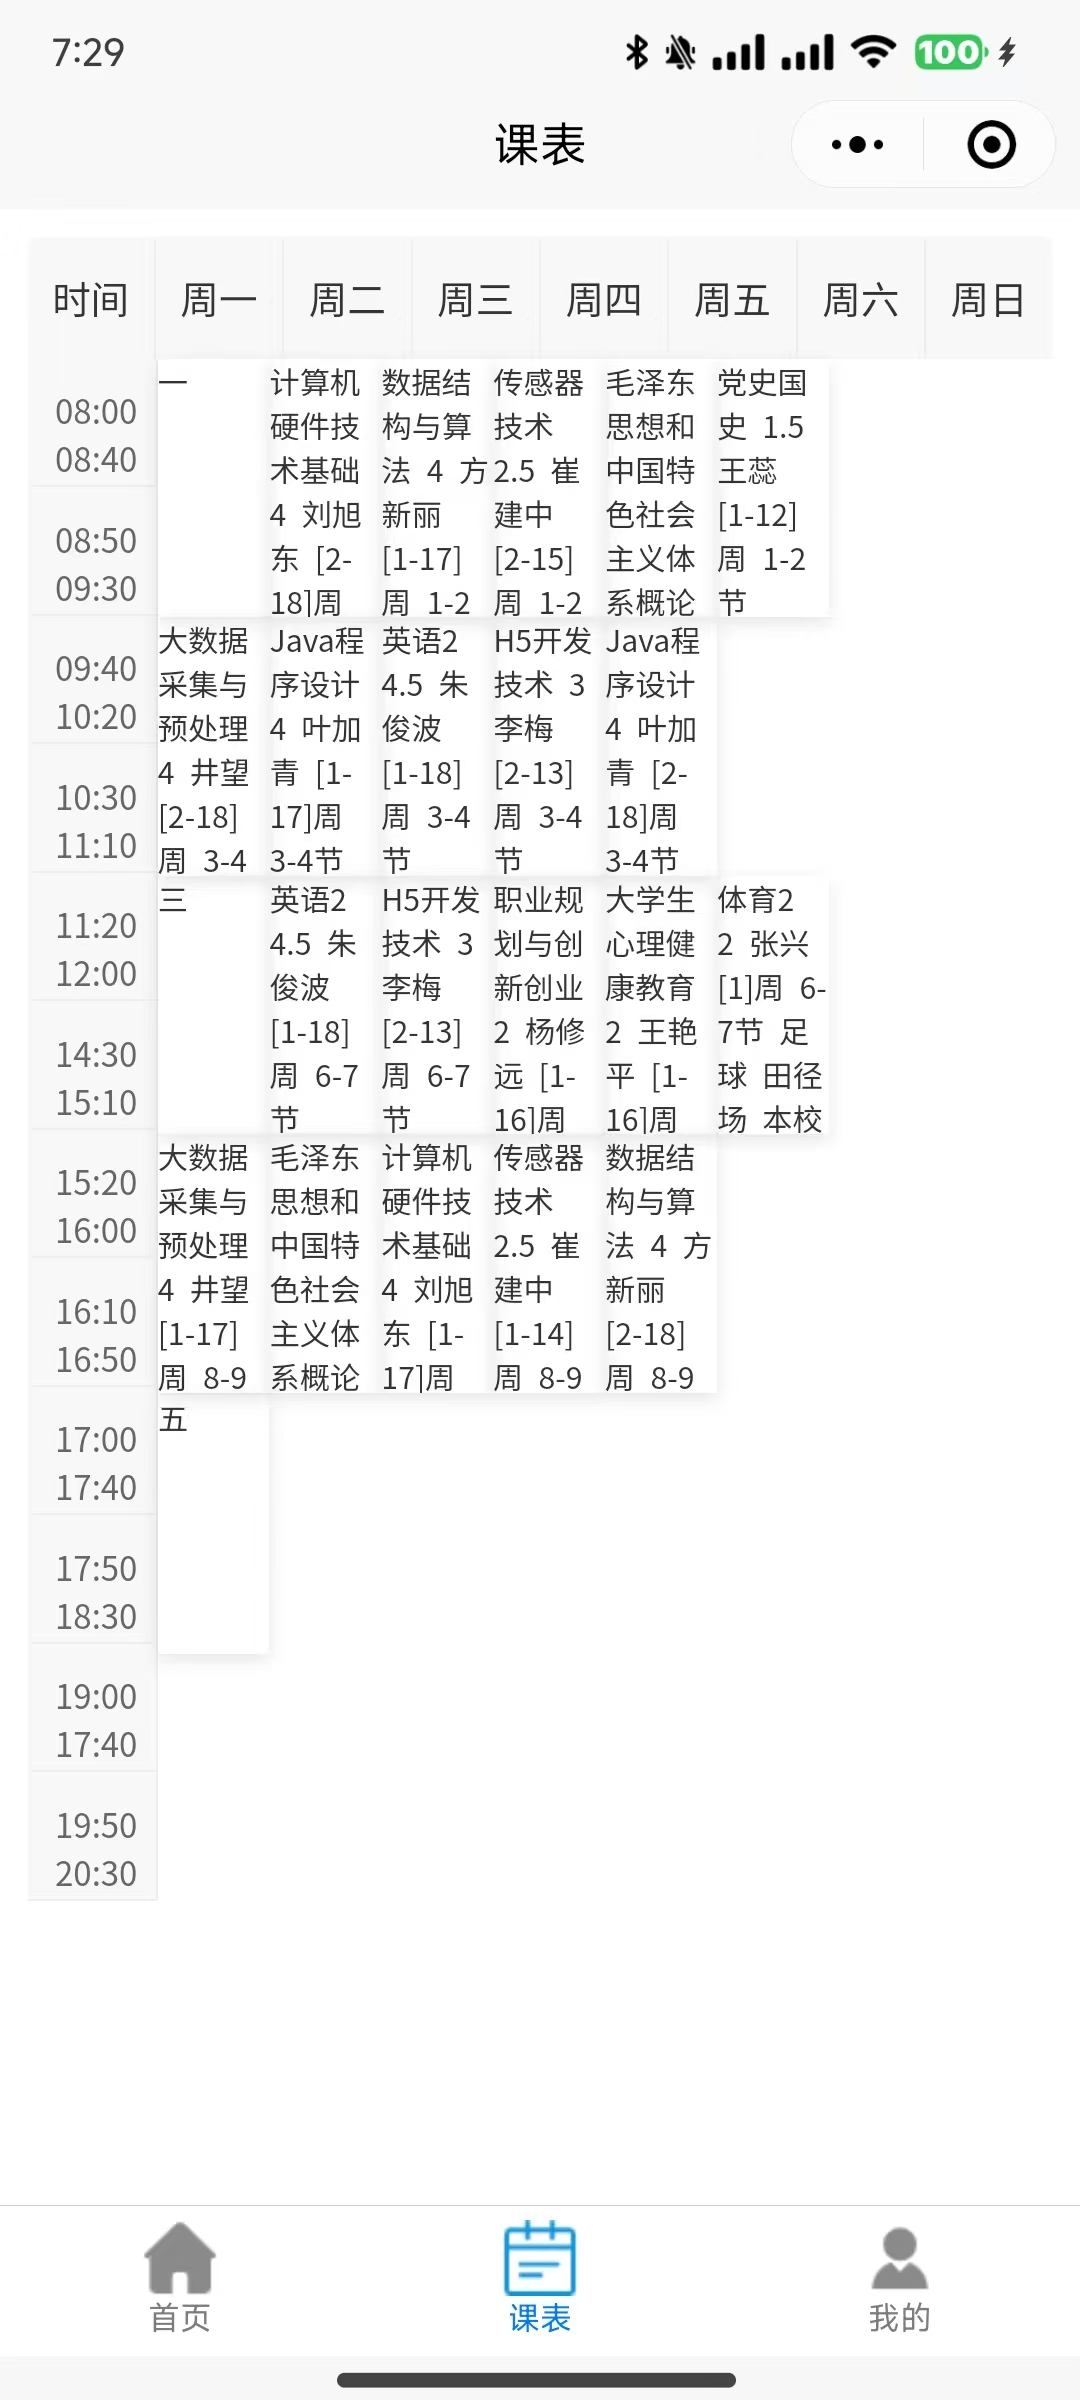 7:29
100
课表
时间 周一 周二 周三 周四 周五 周六 周日
08:00
08:40
08:50
09:30
09:40
10:20
10:30
11:10
11:20
12:00
14:30
15:10
15:20
16:00
16:10
16:50
17:00
17:40
17:50
18:30
19:00
17:40
19:50
20:30
一
计算机
硬件技
术基础
4 刘旭
东 [2-
18]周
数据结
构与算
法 4 方
新丽
[1-17]
周 1-2
传感器
技术
2.5 崔
建中
[2-15]
周 1-2
毛泽东
思想和
中国特
色社会
主义体
系概论
党史国
史 1.5
王蕊
[1-12]
周 1-2
节
大数据
采集与
预处理
4 井望
[2-18]
周 3-4
Java程
序设计
4 叶加
青 [1-
17]周
3-4节
英语2
4.5 朱
俊波
[1-18]
周 3-4
节
H5开发
技术 3
李梅
[2-13]
周 3-4
节
Java程
序设计
4 叶加
青 [2-
18]周
3-4节
三
英语2
4.5 朱
俊波
[1-18]
周 6-7
节
H5开发
技术 3
李梅
[2-13]
周 6-7
节
职业规
划与创
新创业
2 杨修
远 [1-
16]周
大学生
心理健
康教育
2 王艳
平 [1-
16]周
体育2
2 张兴
[1]周 6-
7节 足
球 田径
场 本校
大数据
采集与
预处理
4 井望
[1-17]
周 8-9
毛泽东
思想和
中国特
色社会
主义体
系概论
计算机
硬件技
术基础
4 刘旭
东 [1-
17]周
传感器
技术
2.5 崔
建中
[1-14]
周 8-9
数据结
构与算
法 4 方
新丽
[2-18]
周 8-9
五
首页 课表 我的